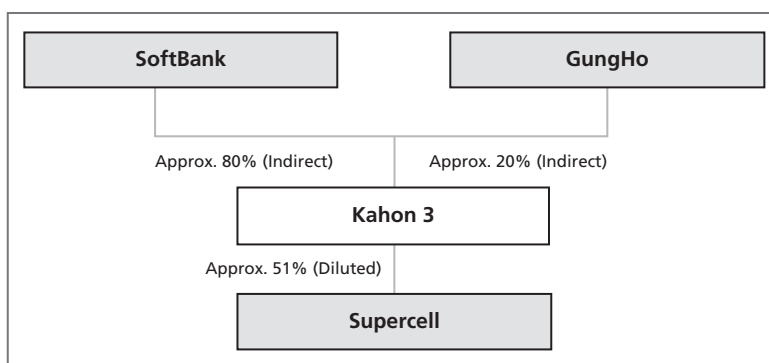 SoftBank
GungHo
Approx. 80% (Indirect)
Approx. 20% (Indirect)
Kahon 3
Approx. 51% (Diluted)
Supercell